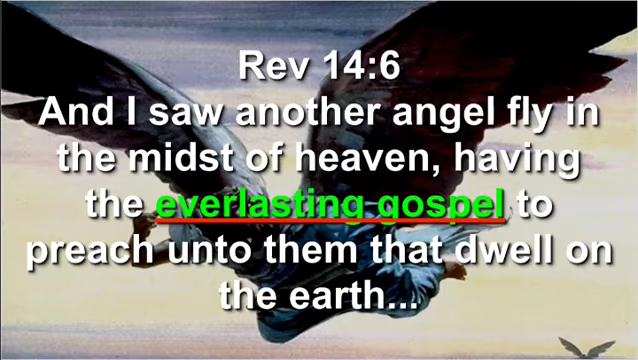 Rev 14:6
And I saw another angel fly in
the midst of heaven, having
the everlasting gospel to
preach unto them that dwell on
the earth...